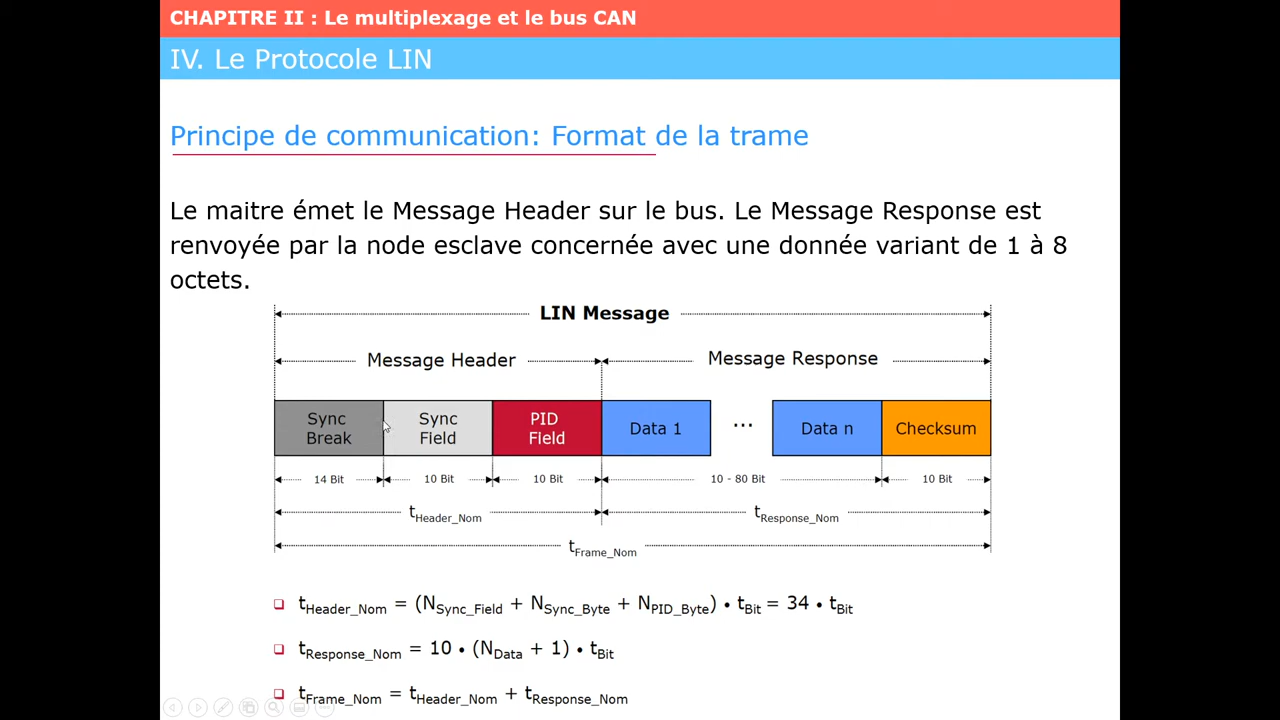 CHAPITRE II : Le multiplexage et le bus CAN
IV. Le Protocole LIN
Principe de communication: Format de la trame
Le maitre émet le Message Header sur le bus. Le Message Response est
renvoyée par la node esclave concernée avec une donnée variant de 1 à 8
octets.
LIN Message
Message Header
Message Response
Sync
Break
Sync
Field
PID
Field
Data 1
...
Data n
Checksum
14 Bit
10 Bit
10 Bit
10 - 80 Bit
10 Bit
tHeader_Nom
tResponse_Nom
tFrame_Nom
❑ tHeader_Nom = (NSync_Field + NSync_Byte + NPID_Byte) • tBit = 34 • tBit
❑ tResponse_Nom = 10 • (NData + 1) • tBit
❑ tFrame_Nom = tHeader_Nom + tResponse_Nom